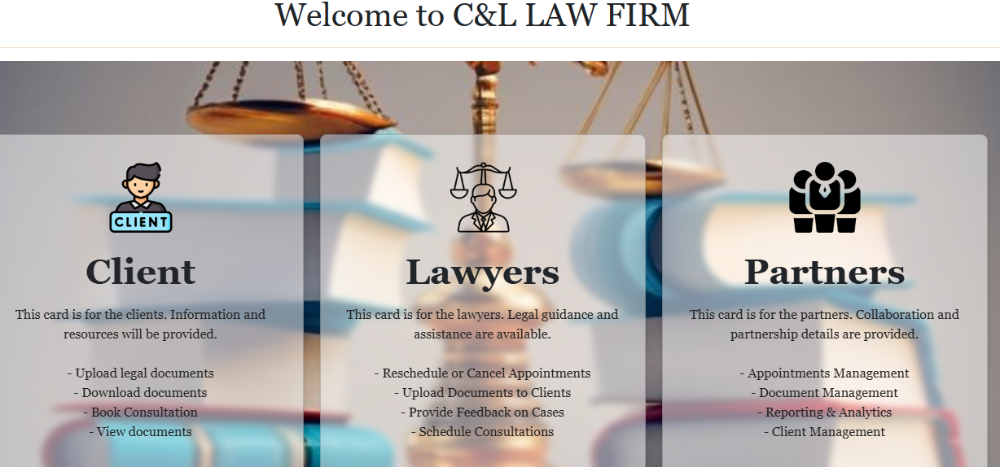 Welcome to C&L LAW FIRM
CLIENT
Client
This card is for the clients. Information and
resources will be provided.
- Upload legal documents
- Download documents
- Book Consultation
- View documents
Lawyers
This card is for the lawyers. Legal guidance and
assistance are available.
- Reschedule or Cancel Appointments
- Upload Documents to Clients
- Provide Feedback on Cases
- Schedule Consultations
Partners
This card is for the partners. Collaboration and
partnership details are provided.
- Appointments Management
- Document Management
- Reporting & Analytics
- Client Management